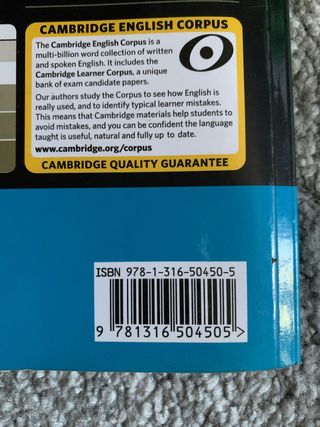 CAMBRIDGE ENGLISH CORPUS
The Cambridge English Corpus is a
multi-billion word collection of written
and spoken English. It includes the
Cambridge Learner Corpus, a unique
bank of exam candidate papers.
Our authors study the Corpus to see how English is
really used, and to identify typical learner mistakes.
This means that Cambridge materials help students to
avoid mistakes, and you can be confident the language
taught is useful, natural and fully up to date.
www.cambridge.org/corpus
CAMBRIDGE QUALITY GUARANTEE
ISBN 978-1-316-50450-5
9 781316 504505 >